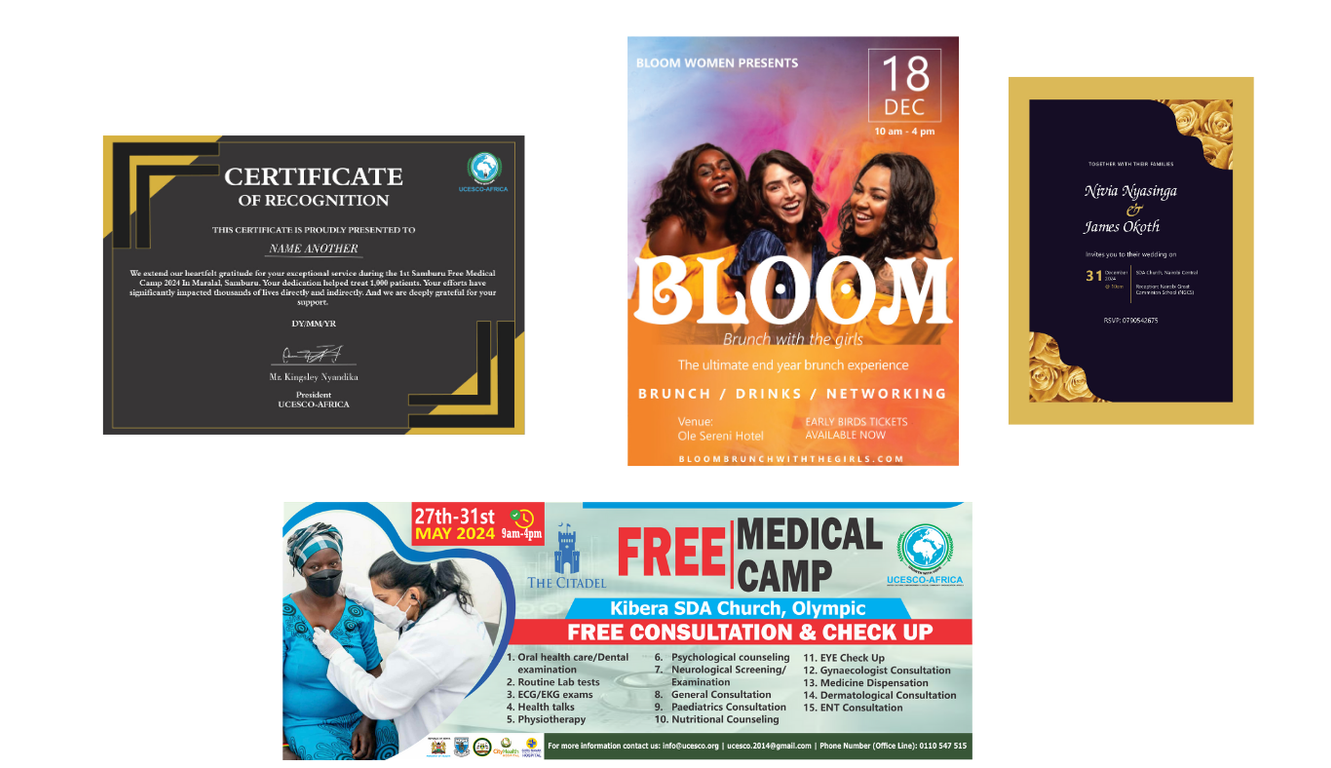 CERTIFICATE
OF RECOGNITION
UCESCO-AFRICA
THIS CERTIFICATE IS PROUDLY PRESENTED TO
NAME ANOTHER
We extend our heartfelt gratitude for your exceptional service during the 1st Samburu Free Medical
Camp 2024 In Maralal, Samburu. Your dedication helped treat 1,000 patients. Your efforts have
significantly impacted thousands of lives directly and indirectly. And we are deeply grateful for your
support.
DY/MM/YR
Mr. Kingsley Nyandika
President
UCESCO-AFRICA
BLOOM WOMEN PRESENTS
18
DEC
10 am - 4 pm
BLOOM
Brunch with the girls
The ultimate end year brunch experience
BRUNCH / DRINKS / NETWORKING
Venue:
Ole Sereni Hotel
EARLY BIRDS TICKETS
AVAILABLE NOW
BLOOMBRUNCHWITHTHEGIRLS.COM
TOGETHER WITH THEIR FAMILIES
Nivia Nyasinga
&
James Okoth
Invites you to their wedding on
31
December
2024
SDA Church, Nairobi Central
Reception: Nairobi Great
Commission School (NGCS)
RSVP: 0790542675
27th-31st
MAY 2024
9am-4pm
THE CITADEL
FREE
MEDICAL
CAMP
UCESCO-AFRICA
Kibera SDA Church, Olympic
FREE CONSULTATION & CHECK UP
1. Oral health care/Dental
examination
2. Routine Lab tests
3. ECG/EKG exams
4. Health talks
5. Physiotherapy
6. Psychological counseling
7. Neurological Screening/
Examination
8. General Consultation
9. Paediatrics Consultation
10. Nutritional Counseling
11. EYE Check Up
12. Gynaecologist Consultation
13. Medicine Dispensation
14. Dermatological Consultation
15. ENT Consultation
CityHealth
HOSPITAL
For more information contact us: info@ucesco.org | ucesco.2014@gmail.com | Phone Number (Office Line): 0110 547 515